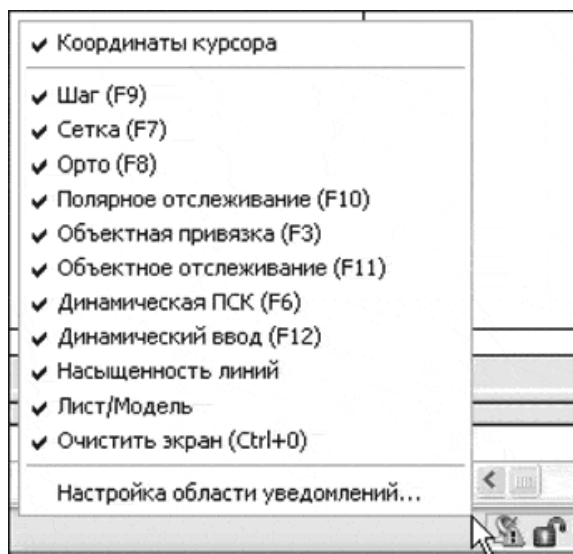 Координаты курсора
Шаг (F9)
Сетка (F7)
Орто (F8)
Полярное отслеживание (F10)
Объектная привязка (F3)
Объектное отслеживание (F11)
Динамическая ПСК (F6)
Динамический ввод (F12)
Насыщенность линий
Лист/Модель
Очистить экран (Ctrl+0)
Настройка области уведомлений...